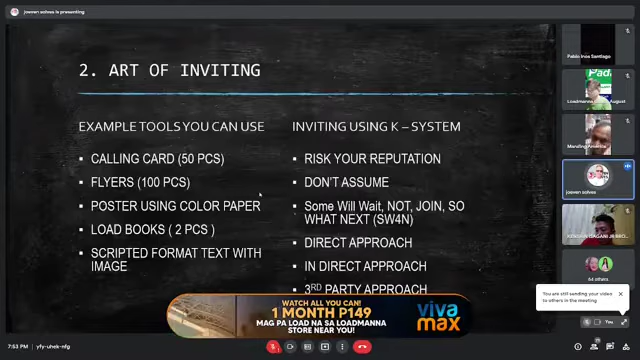 joeven solves is presenting
2. ART OF INVITING
EXAMPLE TOOLS YOU CAN USE
▪ CALLING CARD (50 PCS)
▪ FLYERS (100 PCS)
▪ POSTER USING COLOR PAPER
▪ LOAD BOOKS ( 2 PCS )
▪ SCRIPTED FORMAT TEXT WITH
IMAGE
INVITING USING K – SYSTEM
▪ RISK YOUR REPUTATION
▪ DON'T ASSUME
▪ Some Will Wait, NOT, JOIN, SO
WHAT NEXT (SW4N)
▪ DIRECT APPROACH
▪ IN DIRECT APPROACH
▪ 3RD PARTY APPROACH
WATCH ALL YOU CAN!
1 MONTH P149
MAG PA LOAD NA SA LOADMANNA
STORE NEAR YOU!
viva
max
Pablo Inos Santiago
Loadmanna
August
joeven solves
64 others
You are still sending your video
to others in the meeting
You
7:53 PM | yfy-uhek-nfg